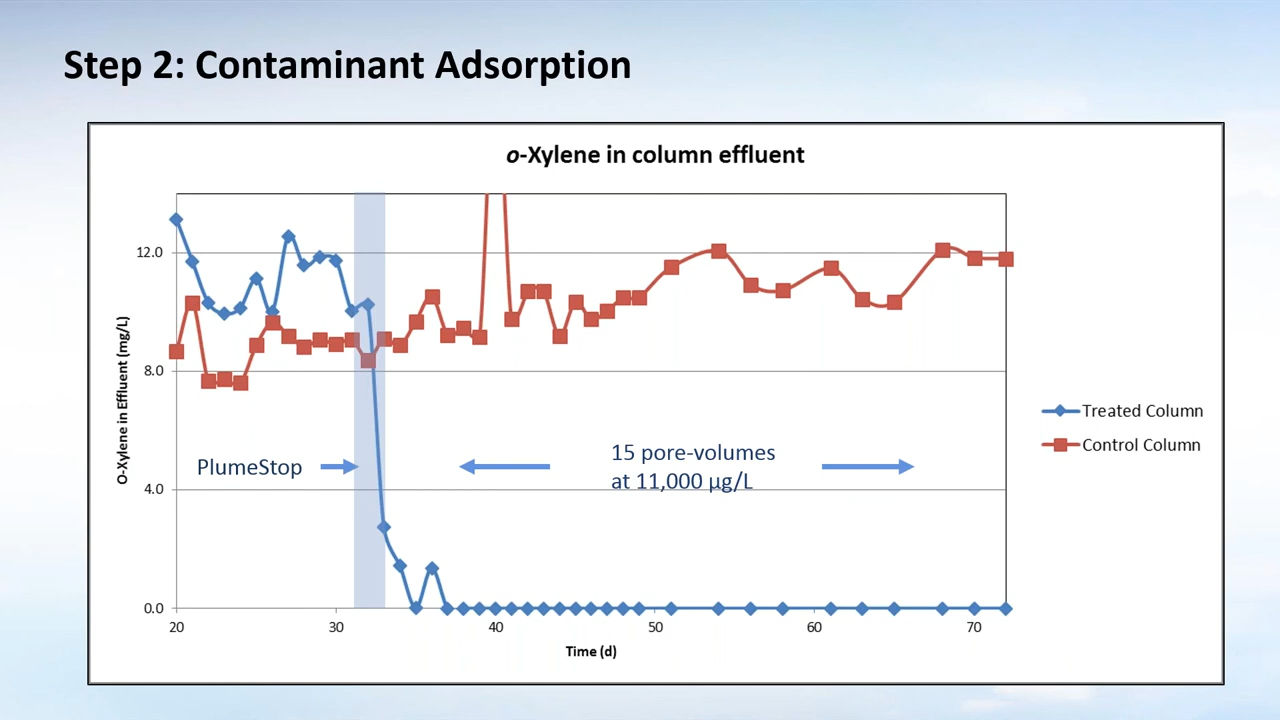 Step 2: Contaminant Adsorption
o-Xylene in column effluent
O-Xylene in Effluent (mg/L)
12.0
8.0
4.0
0.0
PlumeStop
15 pore-volumes
at 11,000 µg/L
Treated Column
Control Column
20 30 40 50 60 70
Time (d)